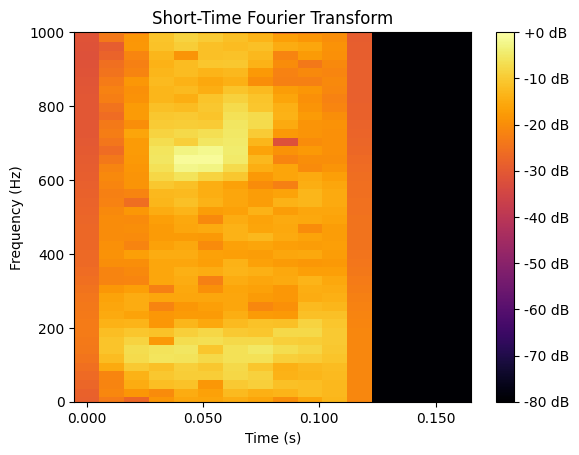 Short-Time Fourier Transform
1000
800
600
400
200
0
Frequency (Hz)
0.000
0.050
0.100
0.150
Time (s)
+0 dB
-10 dB
-20 dB
-30 dB
-40 dB
-50 dB
-60 dB
-70 dB
-80 dB